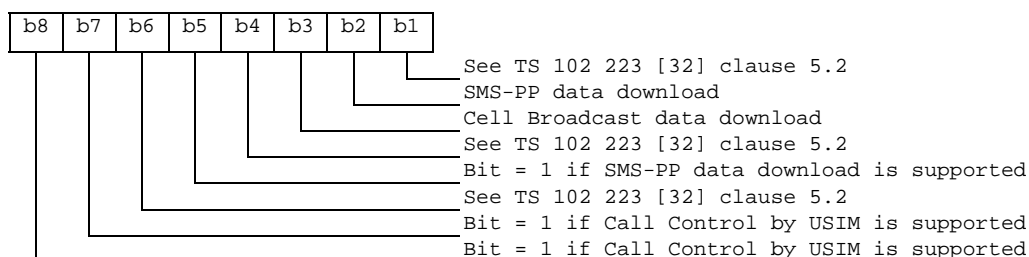 b8 b7 b6 b5 b4 b3 b2 b1
See TS 102 223 [32] clause 5.2
SMS-PP data download
Cell Broadcast data download
See TS 102 223 [32] clause 5.2
Bit = 1 if SMS-PP data download is supported
See TS 102 223 [32] clause 5.2
Bit = 1 if Call Control by USIM is supported
Bit = 1 if Call Control by USIM is supported